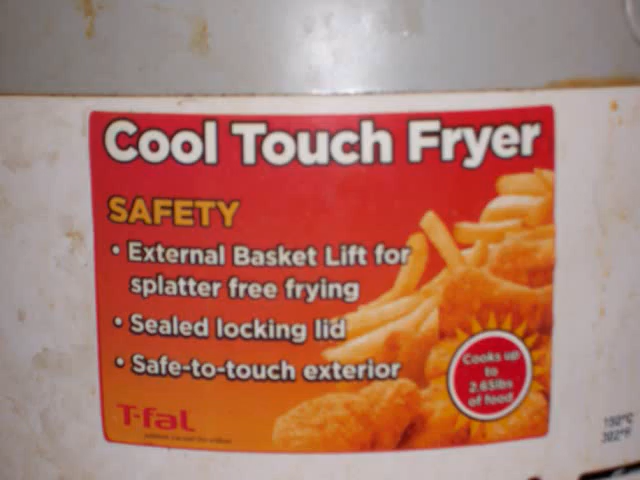 Cool Touch Fryer
SAFETY
• External Basket Lift for
splatter free frying
• Sealed locking lid
• Safe-to-touch exterior
Cooks up
to
2.65lbs
of food
T-fal
150°C
302°F